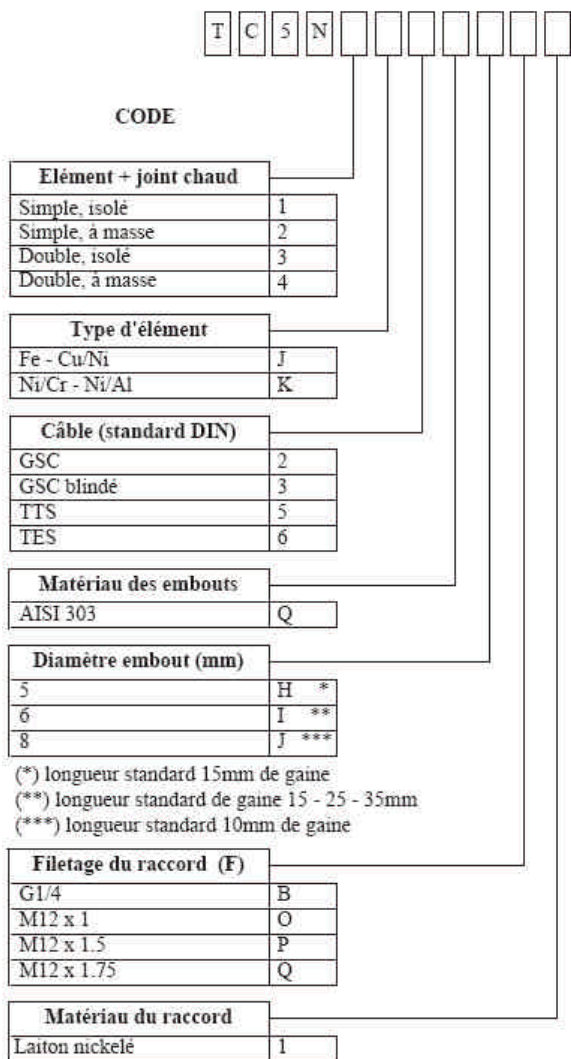 T C 5 N
CODE
Elément + joint chaud
Simple, isolé 1
Simple, à masse 2
Double, isolé 3
Double, à masse 4
Type d'élément
Fe - Cu/Ni J
Ni/Cr - Ni/Al K
Câble (standard DIN)
GSC 2
GSC blindé 3
TTS 5
TES 6
Matériau des embouts
AISI 303 Q
Diamètre embout (mm)
5 H *
6 I **
8 J ***
(*) longueur standard 15mm de gaine
(**) longueur standard de gaine 15 - 25 - 35mm
(***) longueur standard 10mm de gaine
Filetage du raccord (F)
G1/4 B
M12 x 1 O
M12 x 1.5 P
M12 x 1.75 Q
Matériau du raccord
Laiton nickelé 1